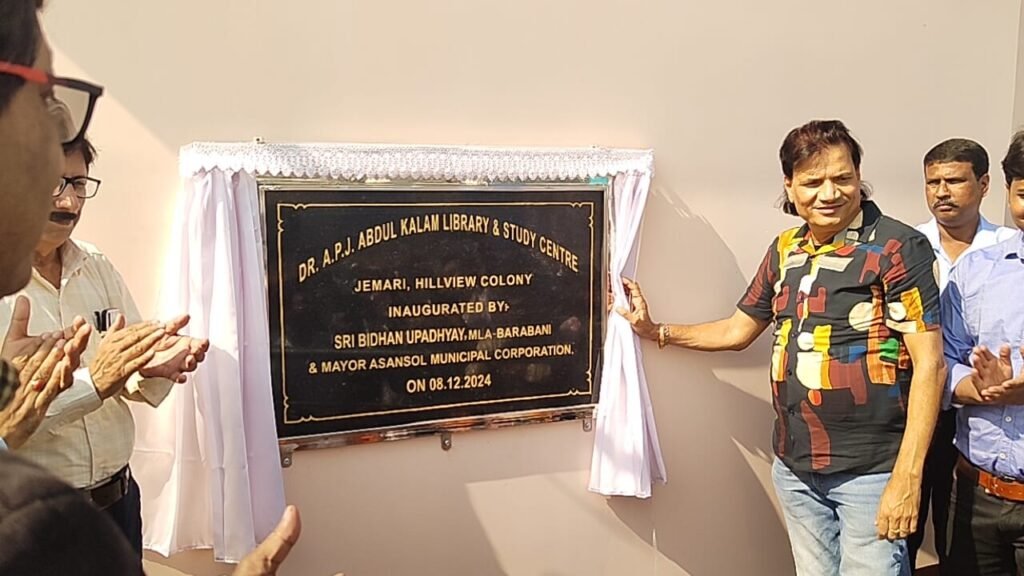 DR. A.P.J. ABDUL KALAM LIBRARY & STUDY CENTRE
JEMARI, HILLVIEW COLONY
INAUGURATED BY:-
SRI BIDHAN UPADHYAY, MLA-BARABANI
& MAYOR ASANSOL MUNICIPAL CORPORATION.
ON 08.12.2024